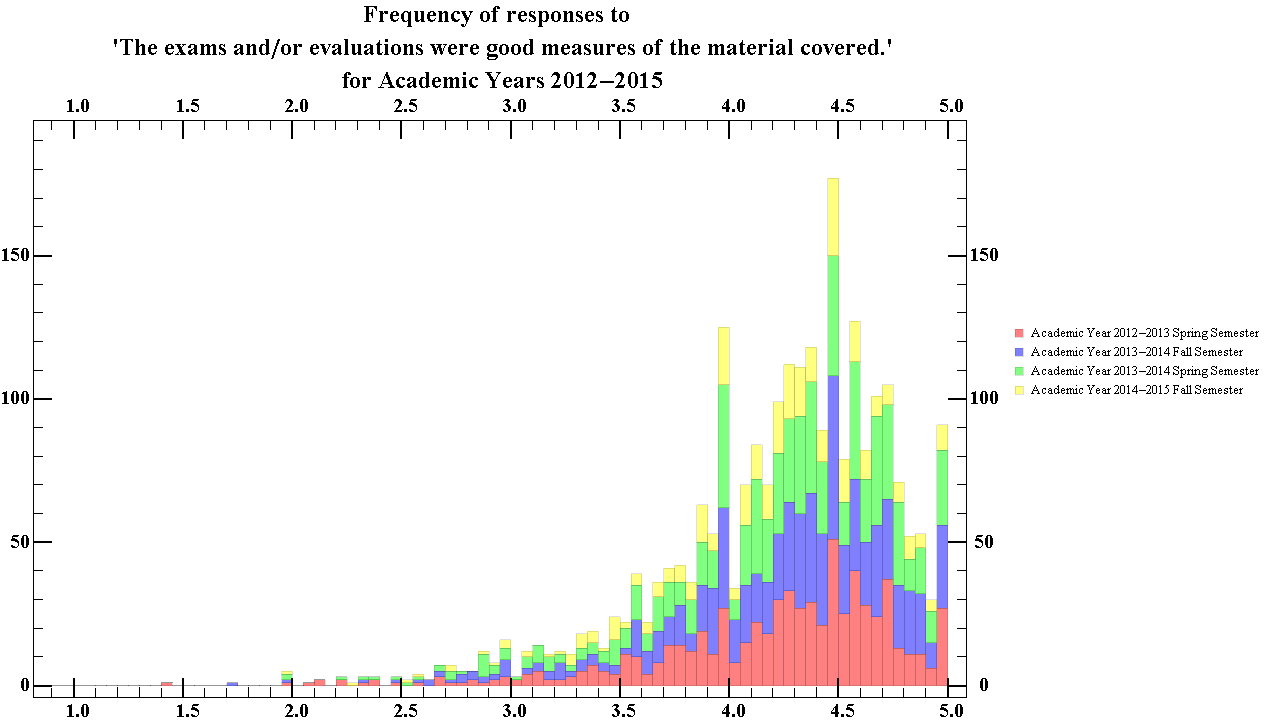 Frequency of responses to
'The exams and/or evaluations were good measures of the material covered.'
for Academic Years 2012–2015
1.0 1.5 2.0 2.5 3.0 3.5 4.0 4.5 5.0
150 150
Academic Year 2012–2013 Spring Semester
Academic Year 2013–2014 Fall Semester
Academic Year 2013–2014 Spring Semester
Academic Year 2014–2015 Fall Semester
100 100
50 50
0 0
1.0 1.5 2.0 2.5 3.0 3.5 4.0 4.5 5.0